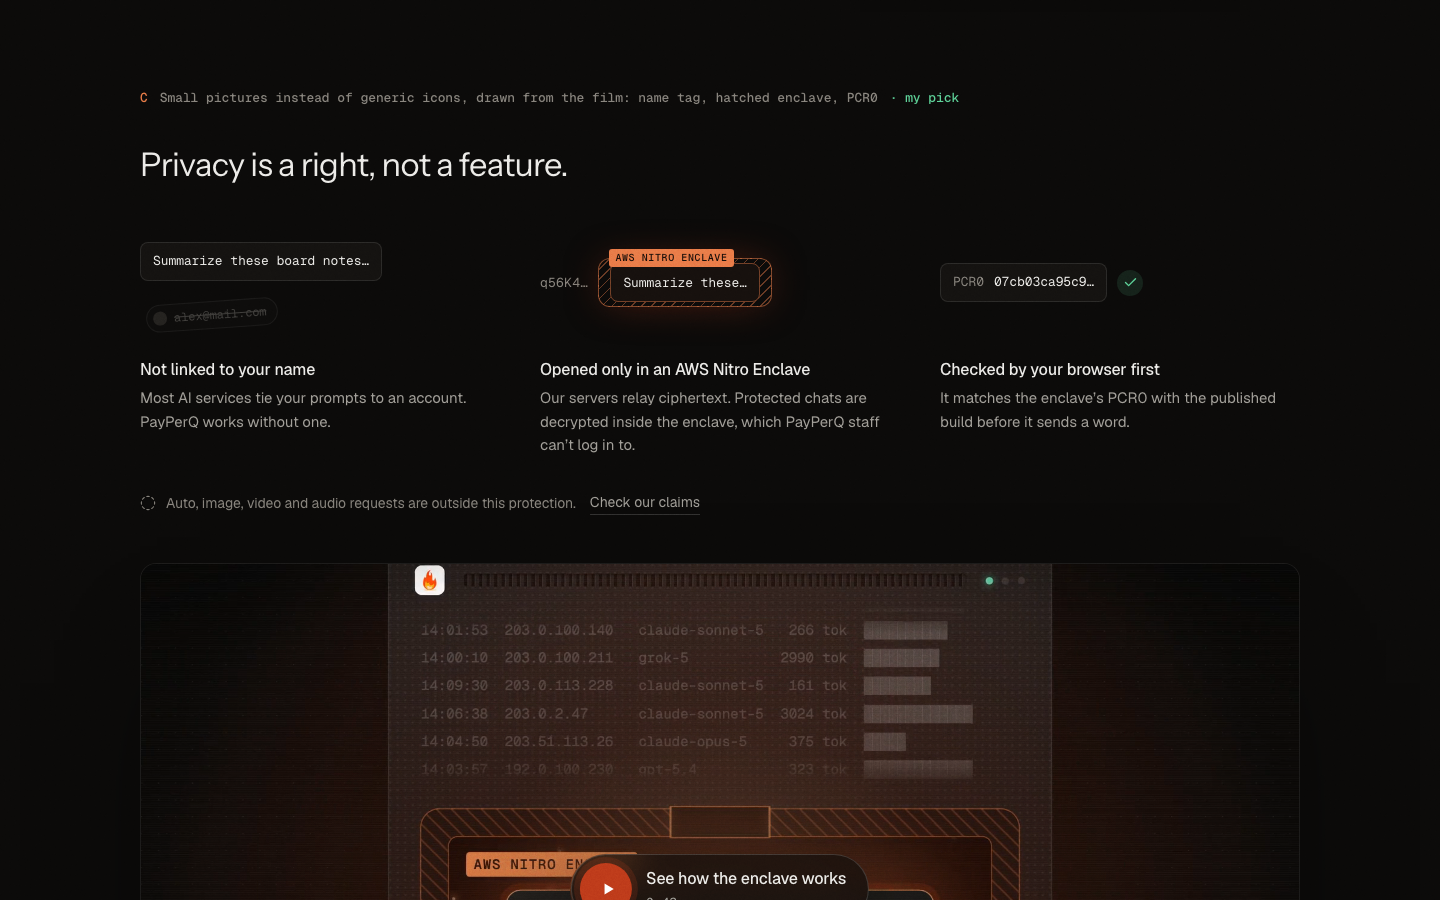 C Small pictures instead of generic icons, drawn from the film: name tag, hatched enclave, PCR0 · my pick
Privacy is a right, not a feature.
Summarize these board notes…
alex@mail.com
q56K4…
AWS NITRO ENCLAVE
Summarize these…
PCR0 07cb03ca95c9…
Not linked to your name
Most AI services tie your prompts to an account.
PayPerQ works without one.
Opened only in an AWS Nitro Enclave
Our servers relay ciphertext. Protected chats are
decrypted inside the enclave, which PayPerQ staff
can’t log in to.
Checked by your browser first
It matches the enclave’s PCR0 with the published
build before it sends a word.
Auto, image, video and audio requests are outside this protection. Check our claims
14:01:53 203.0.100.140 claude-sonnet-5 266 tok
14:00:10 203.0.100.211 grok-5 2990 tok
14:09:30 203.0.113.228 claude-sonnet-5 161 tok
14:06:38 203.0.2.47 claude-sonnet-5 3024 tok
14:04:50 203.51.113.26 claude-opus-5 375 tok
14:03:57 192.0.100.230 gpt-5.4 323 tok
AWS NITRO
See how the enclave works